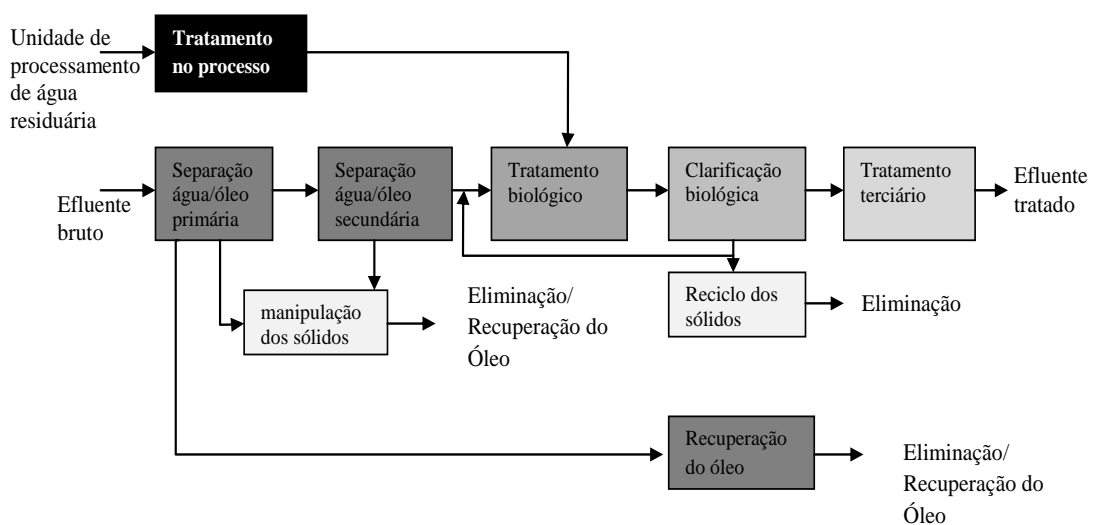 Unidade de
processamento
de água
residuária
Tratamento
no processo
Efluente
bruto
Separação
água/óleo
primária
Separação
água/óleo
secundária
Tratamento
biológico
Clarificação
biológica
Tratamento
terciário
Efluente
tratado
manipulação
dos sólidos
Eliminação/
Recuperação do
Óleo
Reciclo dos
sólidos
Eliminação
Recuperação
do óleo
Eliminação/
Recuperação do
Óleo